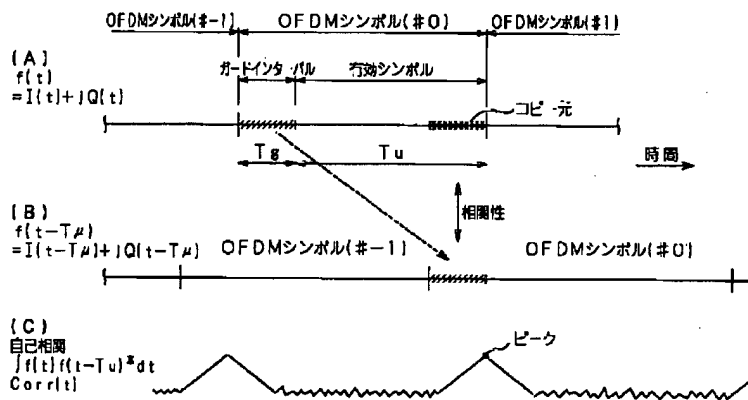 OFDMシンボル(#-1) OFDMシンボル(#0) OFDMシンボル(#1)
(A)
f(t)
=I(t)+jQ(t)
ガードインターバル 有効シンボル
コピー元
Tg Tu
時間
相関性
(B)
f(t-Tμ)
=I(t-Tμ)+jQ(t-Tμ)
OFDMシンボル(#-1) OFDMシンボル(#0)
(C)
自己相関
∫f(t)f(t-Tu)*dt
Corr(t)
ピーク